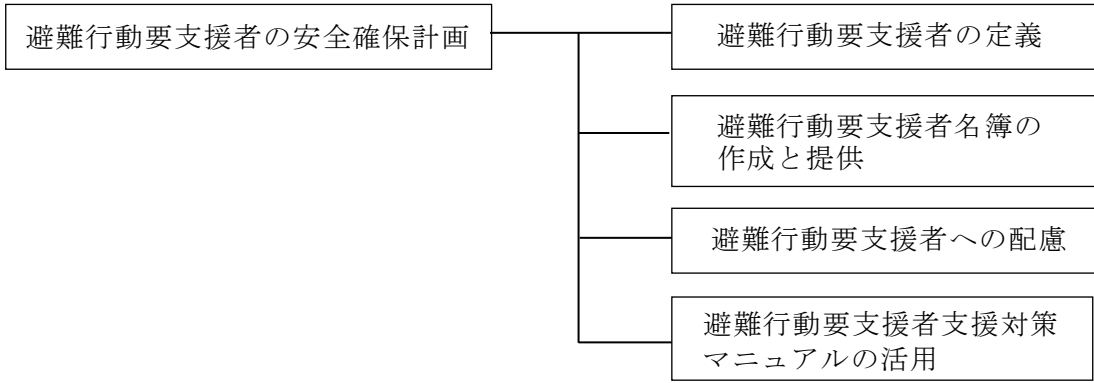 避難行動要支援者の安全確保計画
避難行動要支援者の定義
避難行動要支援者名簿の
作成と提供
避難行動要支援者への配慮
避難行動要支援者支援対策
マニュアルの活用